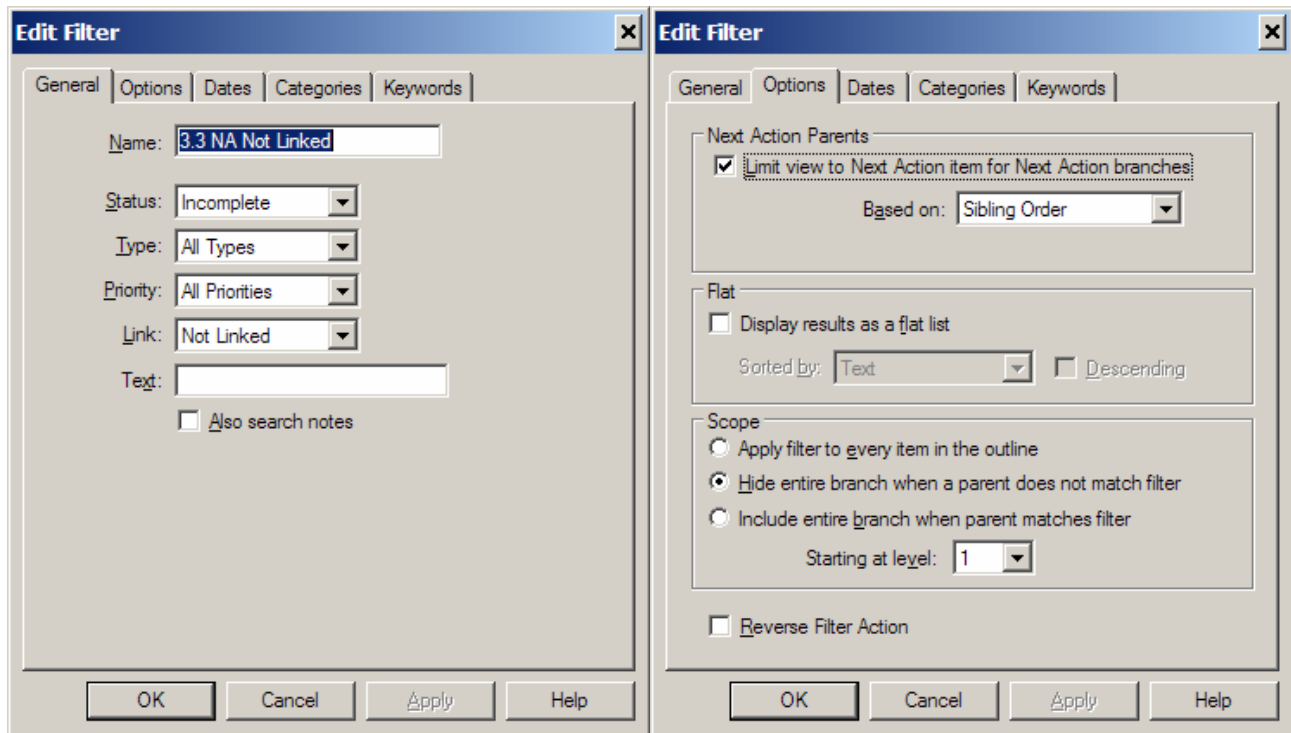 Edit Filter
General Options Dates Categories Keywords
Name: 3.3 NA Not Linked
Status: Incomplete
Type: All Types
Priority: All Priorities
Link: Not Linked
Text:
Also search notes
OK Cancel Apply Help
Edit Filter
General Options Dates Categories Keywords
Next Action Parents
Limit view to Next Action item for Next Action branches
Based on: Sibling Order
Flat
Display results as a flat list
Sorted by: Text Descending
Scope
Apply filter to every item in the outline
Hide entire branch when a parent does not match filter
Include entire branch when parent matches filter
Starting at level: 1
Reverse Filter Action
OK Cancel Apply Help